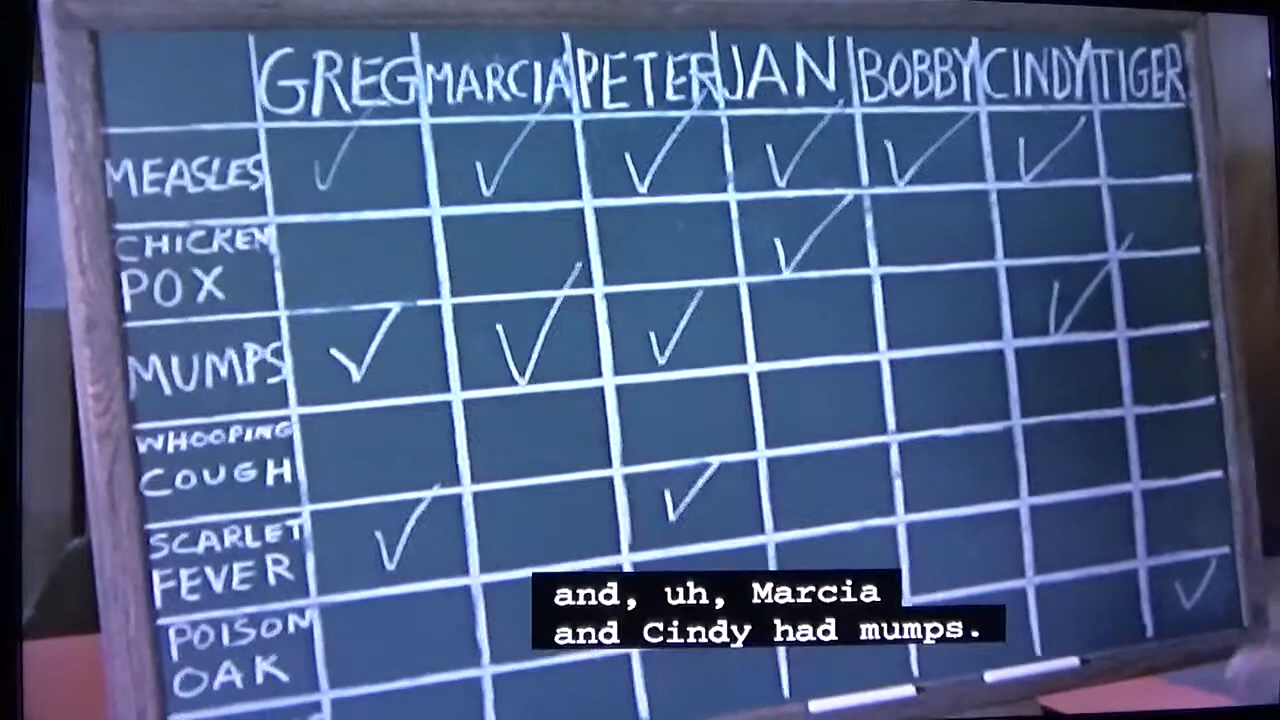 GREG MARCIA PETER JAN BOBBY CINDY TIGER
MEASLES
CHICKEN
POX
MUMPS
WHOOPING
COUGH
SCARLET
FEVER
POISON
OAK
and, uh, Marcia
and Cindy had mumps.